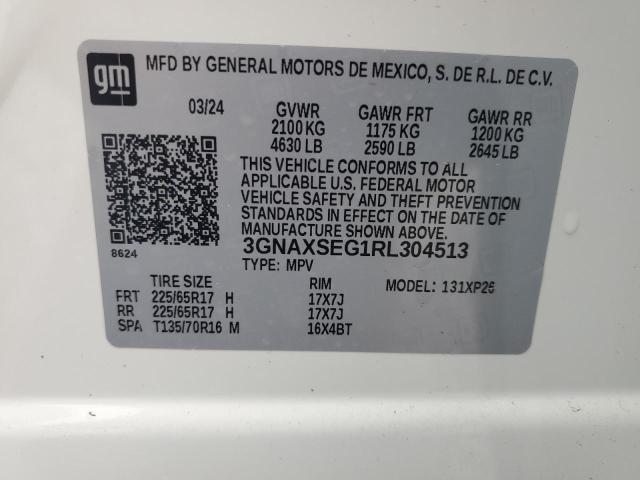 gm
MFD BY GENERAL MOTORS DE MEXICO, S. DE R.L. DE C.V.
03/24 GVWR GAWR FRT GAWR RR
2100 KG 1175 KG 1200 KG
4630 LB 2590 LB 2645 LB
THIS VEHICLE CONFORMS TO ALL
APPLICABLE U.S. FEDERAL MOTOR
VEHICLE SAFETY AND THEFT PREVENTION
STANDARDS IN EFFECT ON THE DATE OF
MANUFACTURE SHOWN ABOVE.
3GNAXSEG1RL304513
8624
TYPE: MPV
TIRE SIZE RIM MODEL: 131XP26
FRT 225/65R17 H 17X7J
RR 225/65R17 H 17X7J
SPA T135/70R16 M 16X4BT